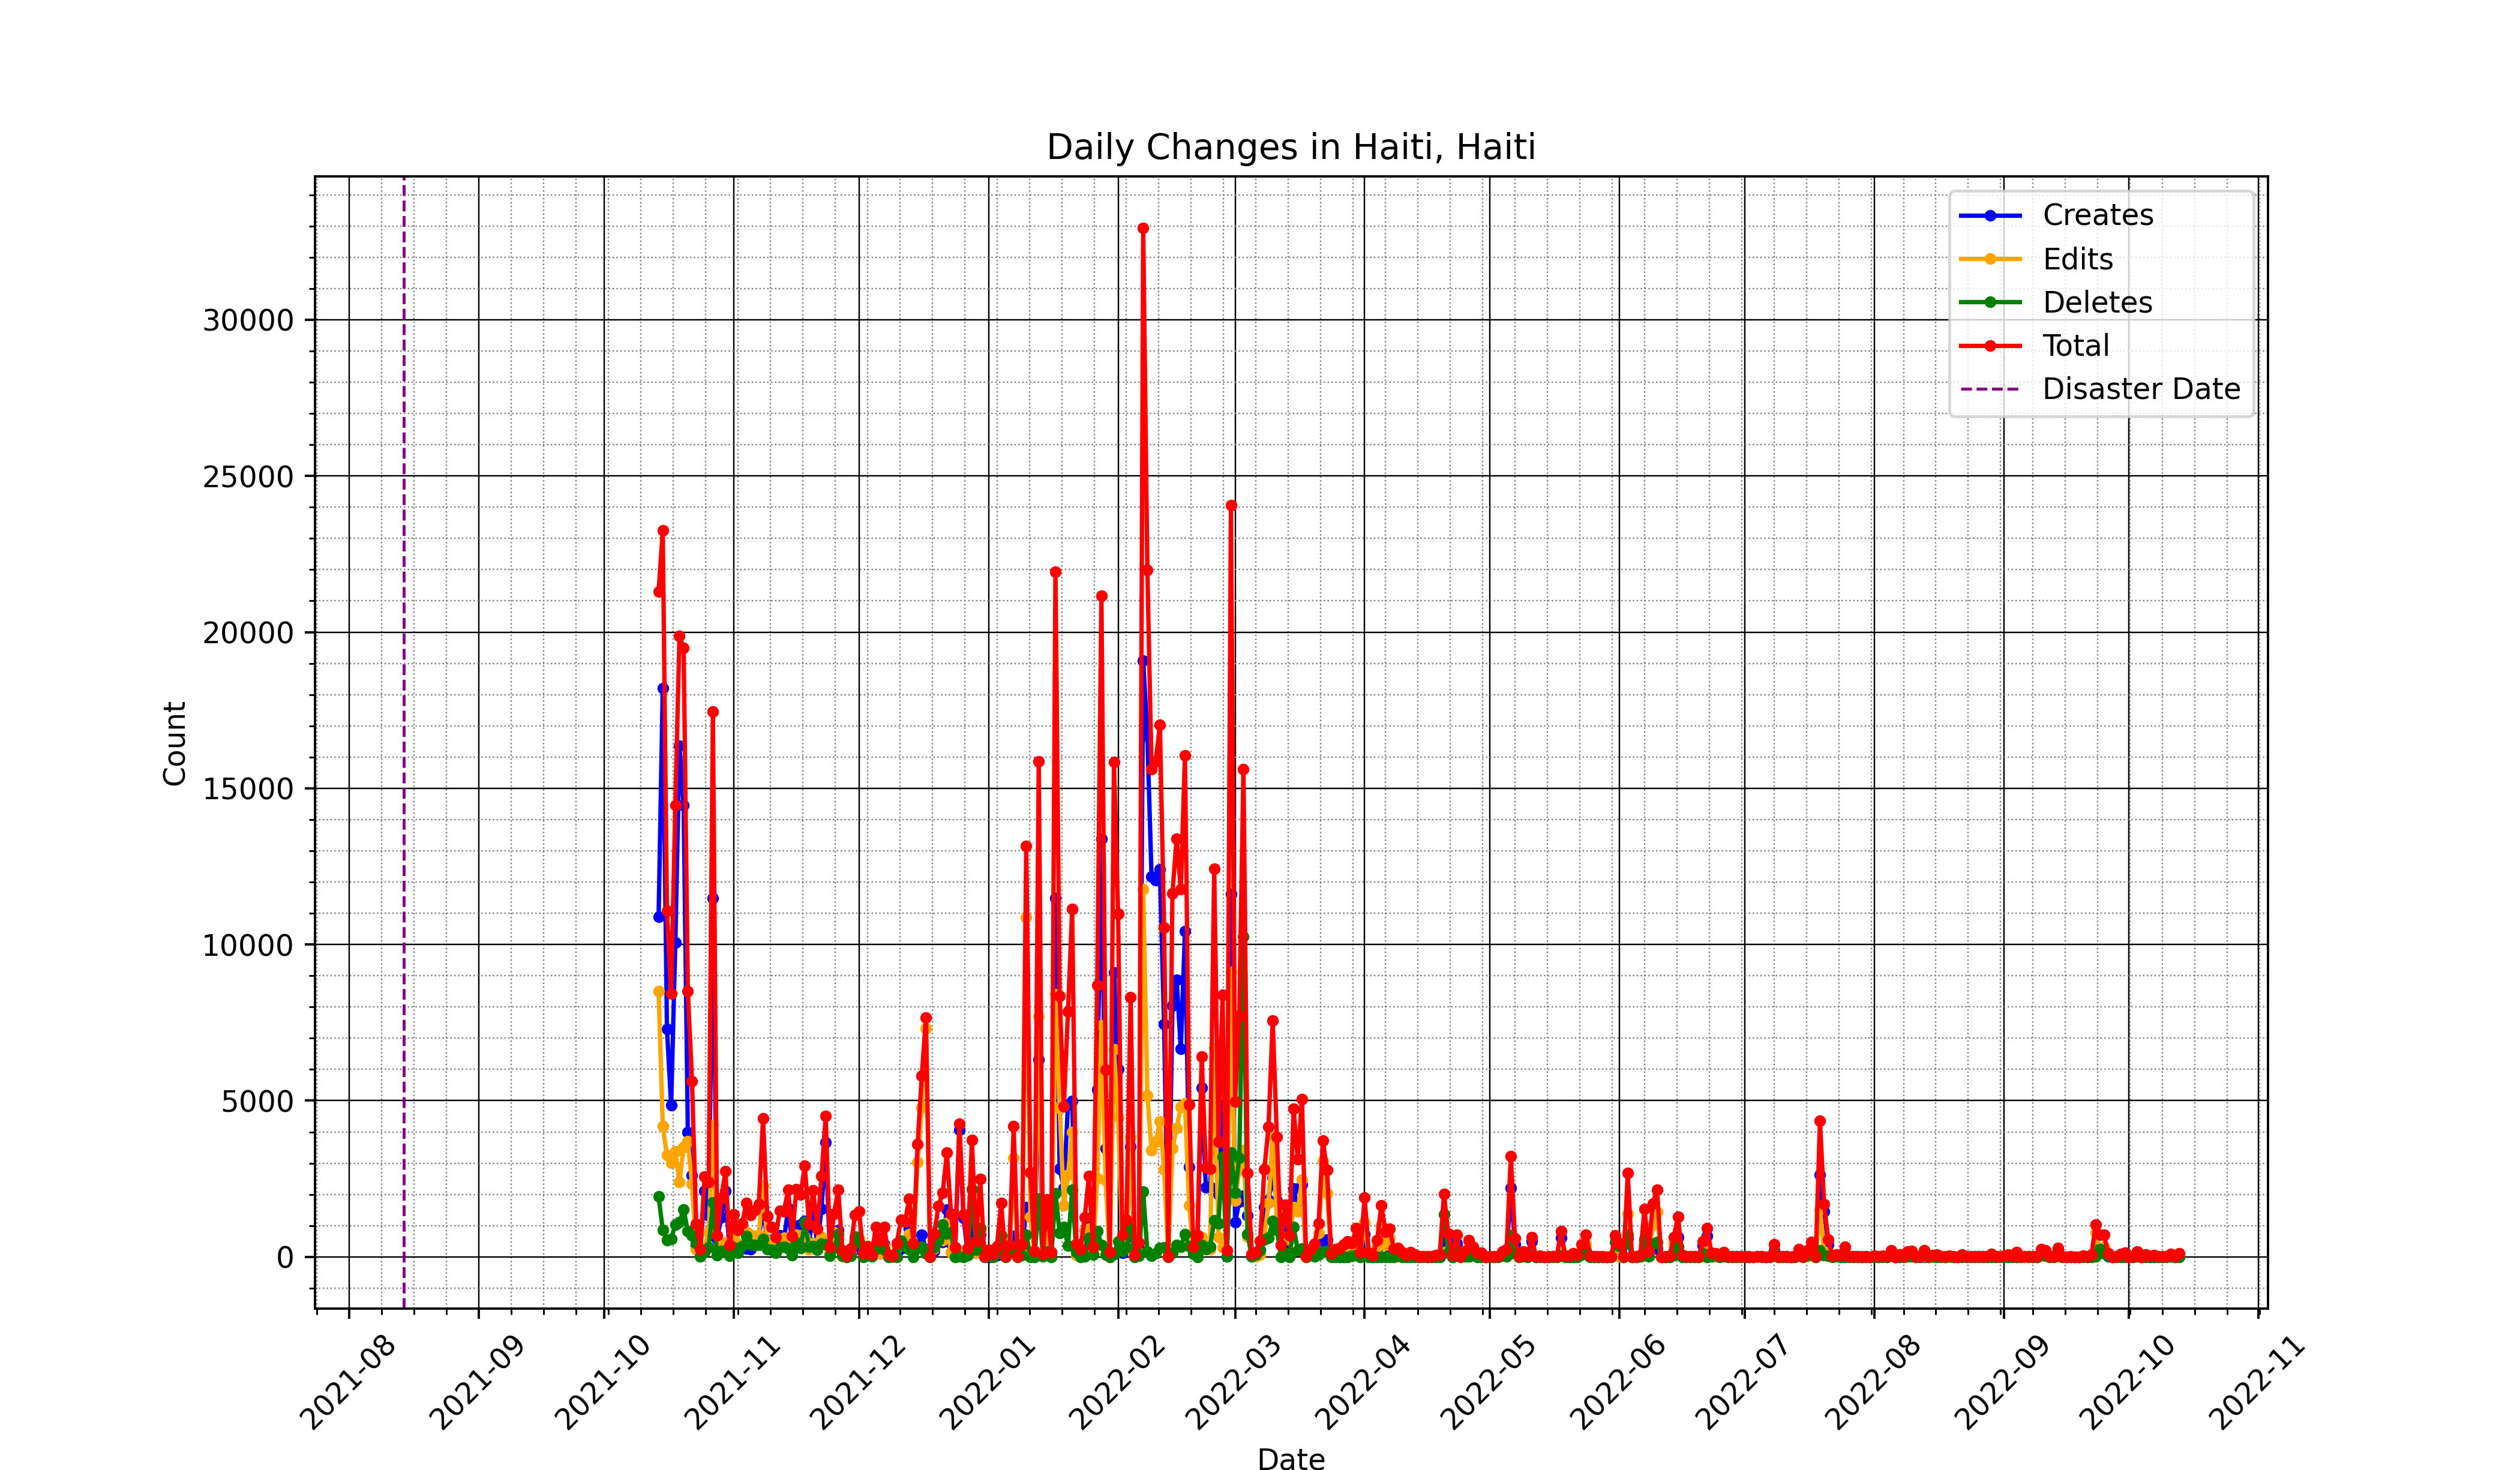 Daily Changes in Haiti, Haiti
Creates
Edits
Deletes
Total
Disaster Date
Count
30000
25000
20000
15000
10000
5000
0
2021-08
2021-09
2021-10
2021-11
2021-12
2022-01
2022-02
2022-03
2022-04
2022-05
2022-06
2022-07
2022-08
2022-09
2022-10
2022-11
Date